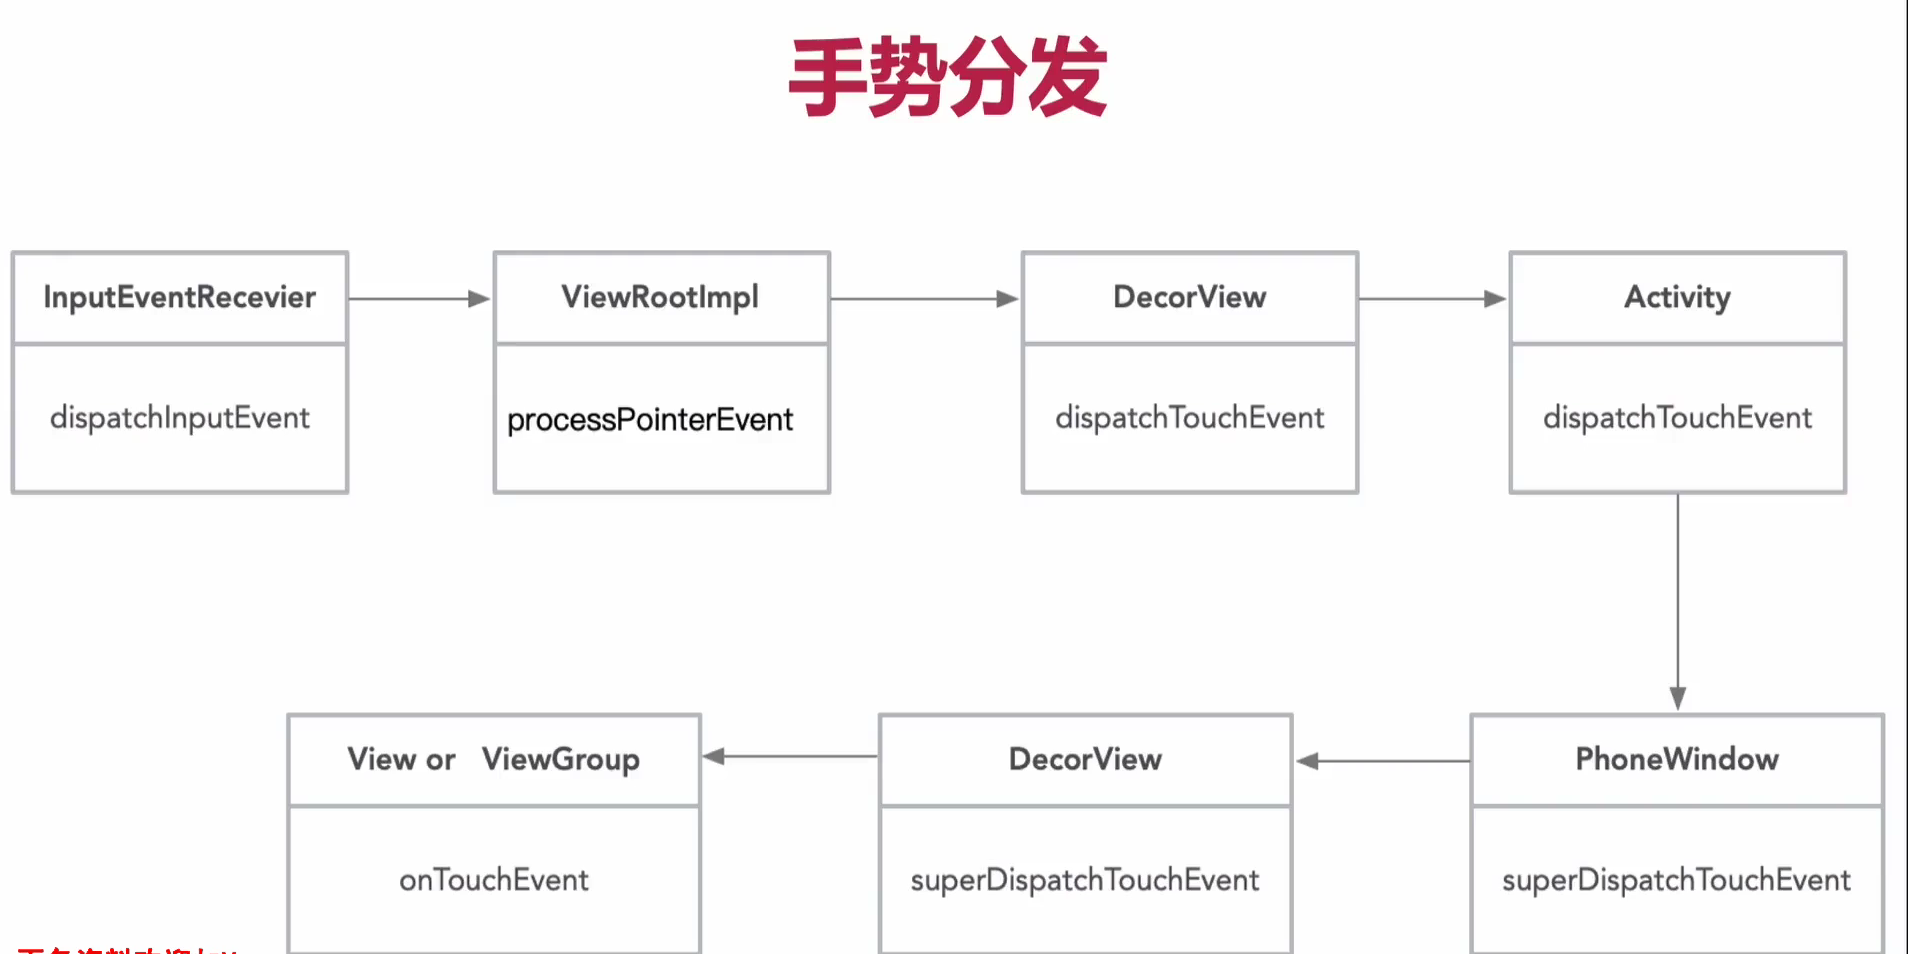 手势分发
InputEventRecevier
ViewRootImpl
DecorView
Activity
dispatchInputEvent
processPointerEvent
dispatchTouchEvent
dispatchTouchEvent
View or ViewGroup
DecorView
PhoneWindow
onTouchEvent
superDispatchTouchEvent
superDispatchTouchEvent